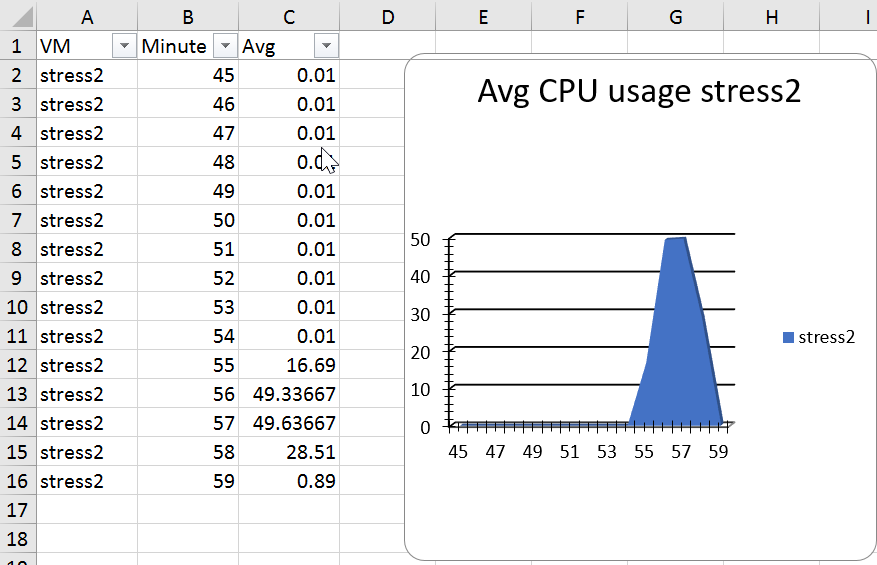 A B C D E F G H I
1 VM Minute Avg
2 stress2 45 0.01
3 stress2 46 0.01
4 stress2 47 0.01
5 stress2 48
6 stress2 49 0.01
7 stress2 50 0.01
8 stress2 51 0.01
9 stress2 52 0.01
10 stress2 53 0.01
11 stress2 54 0.01
12 stress2 55 16.69
13 stress2 56 49.33667
14 stress2 57 49.63667
15 stress2 58 28.51
16 stress2 59 0.89
17
18
Avg CPU usage stress2
50
40
30
20
10
0
45 47 49 51 53 55 57 59
stress2